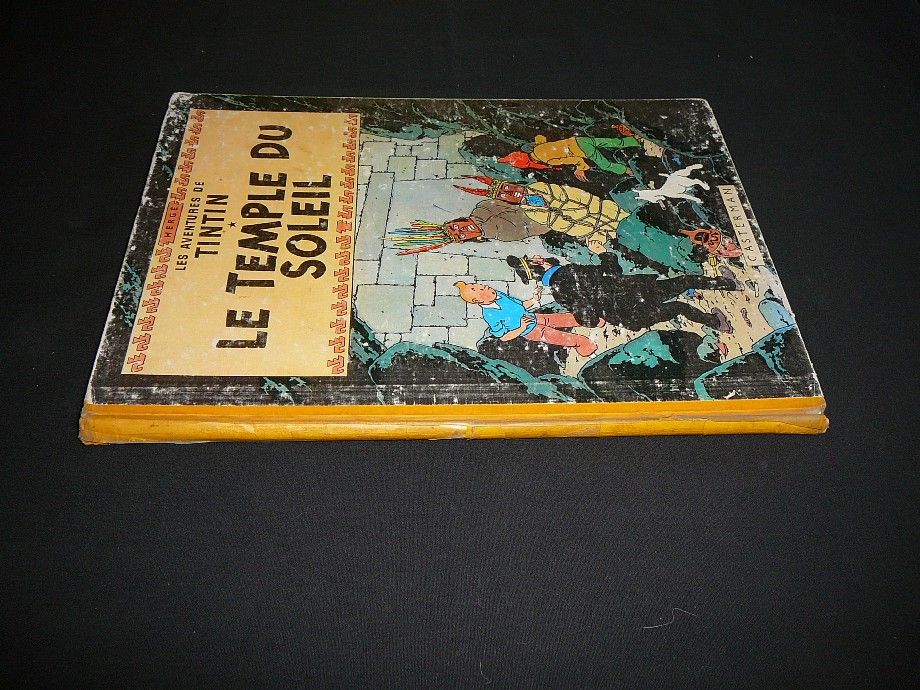 HERGÉ
LES AVENTURES DE
TINTIN
★
LE TEMPLE DU
SOLEIL
CASTERMAN